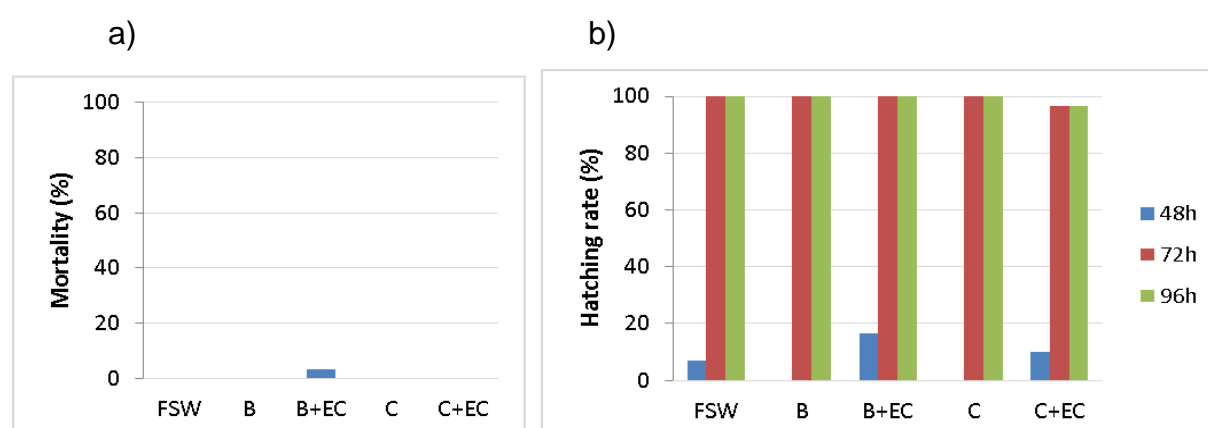 a)
b)
100
80
60
40
20
0
Mortality (%)
FSW B B+EC C C+EC
100
80
60
40
20
0
Hatching rate (%)
FSW B B+EC C C+EC
48h
72h
96h